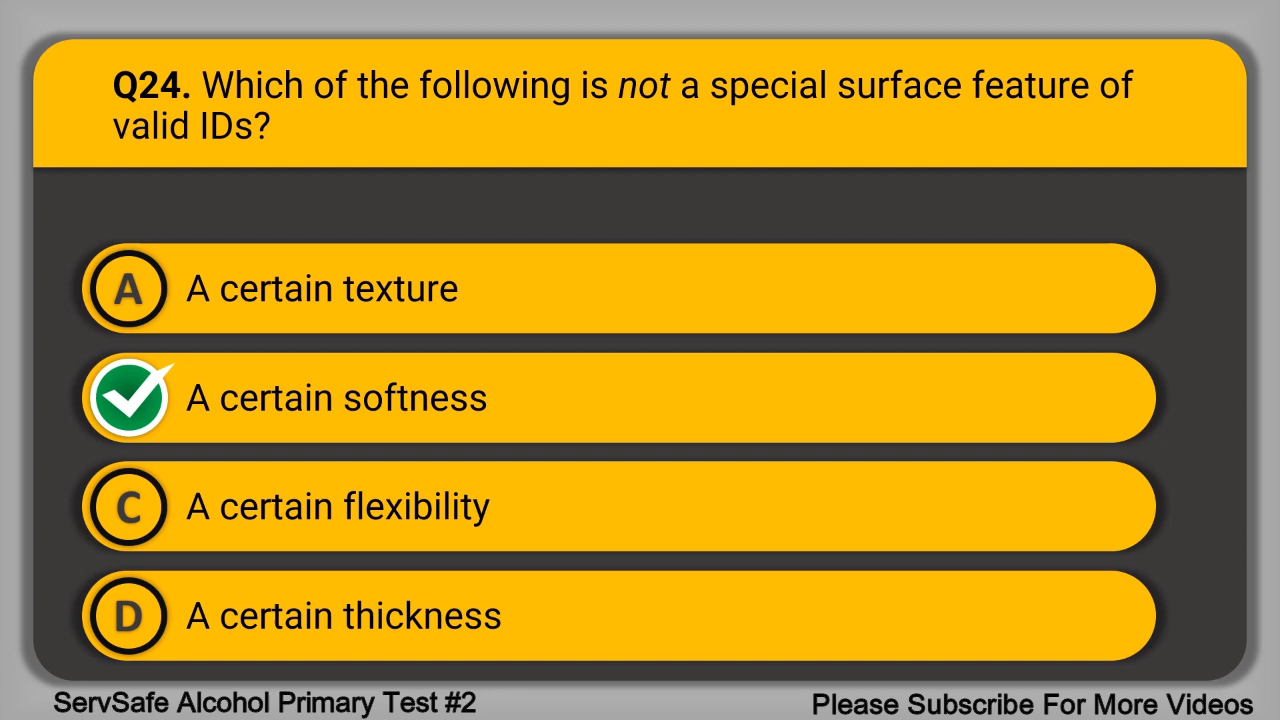 Q24. Which of the following is not a special surface feature of
valid IDs?
A A certain texture
A certain softness
C A certain flexibility
D A certain thickness
ServSafe Alcohol Primary Test #2
Please Subscribe For More Videos